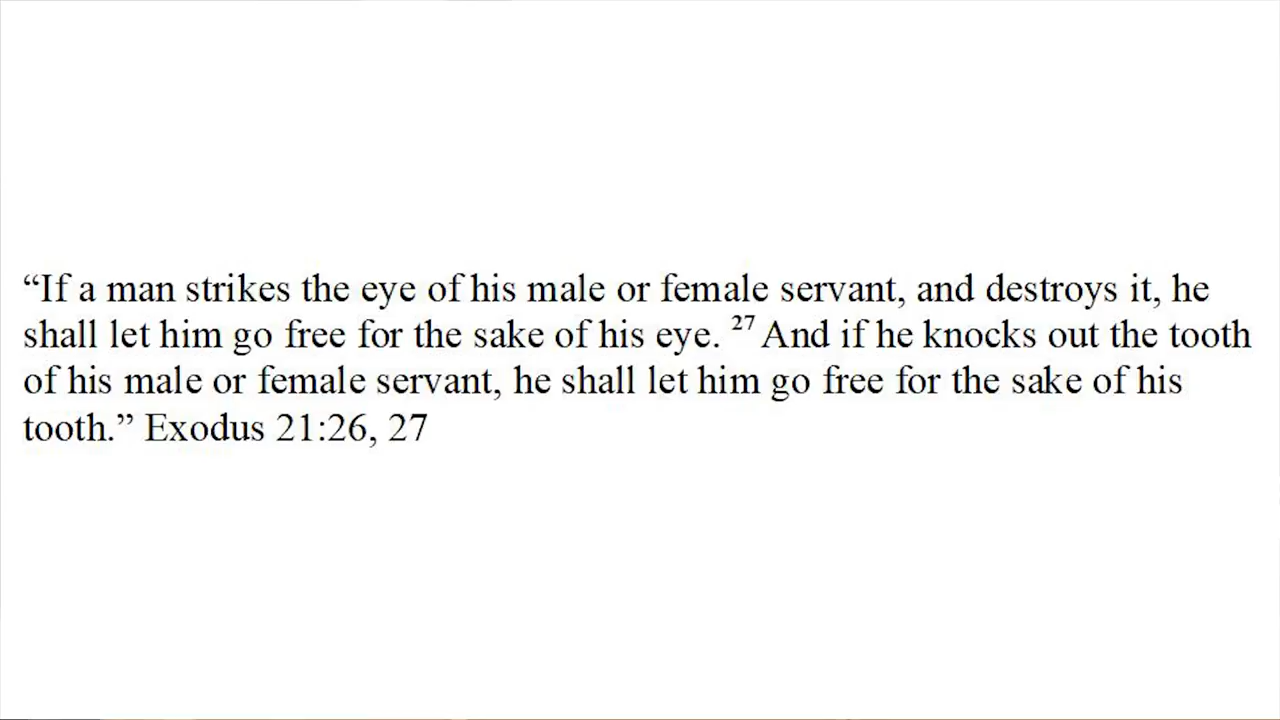 “If a man strikes the eye of his male or female servant, and destroys it, he
shall let him go free for the sake of his eye. 27 And if he knocks out the tooth
of his male or female servant, he shall let him go free for the sake of his
tooth.” Exodus 21:26, 27